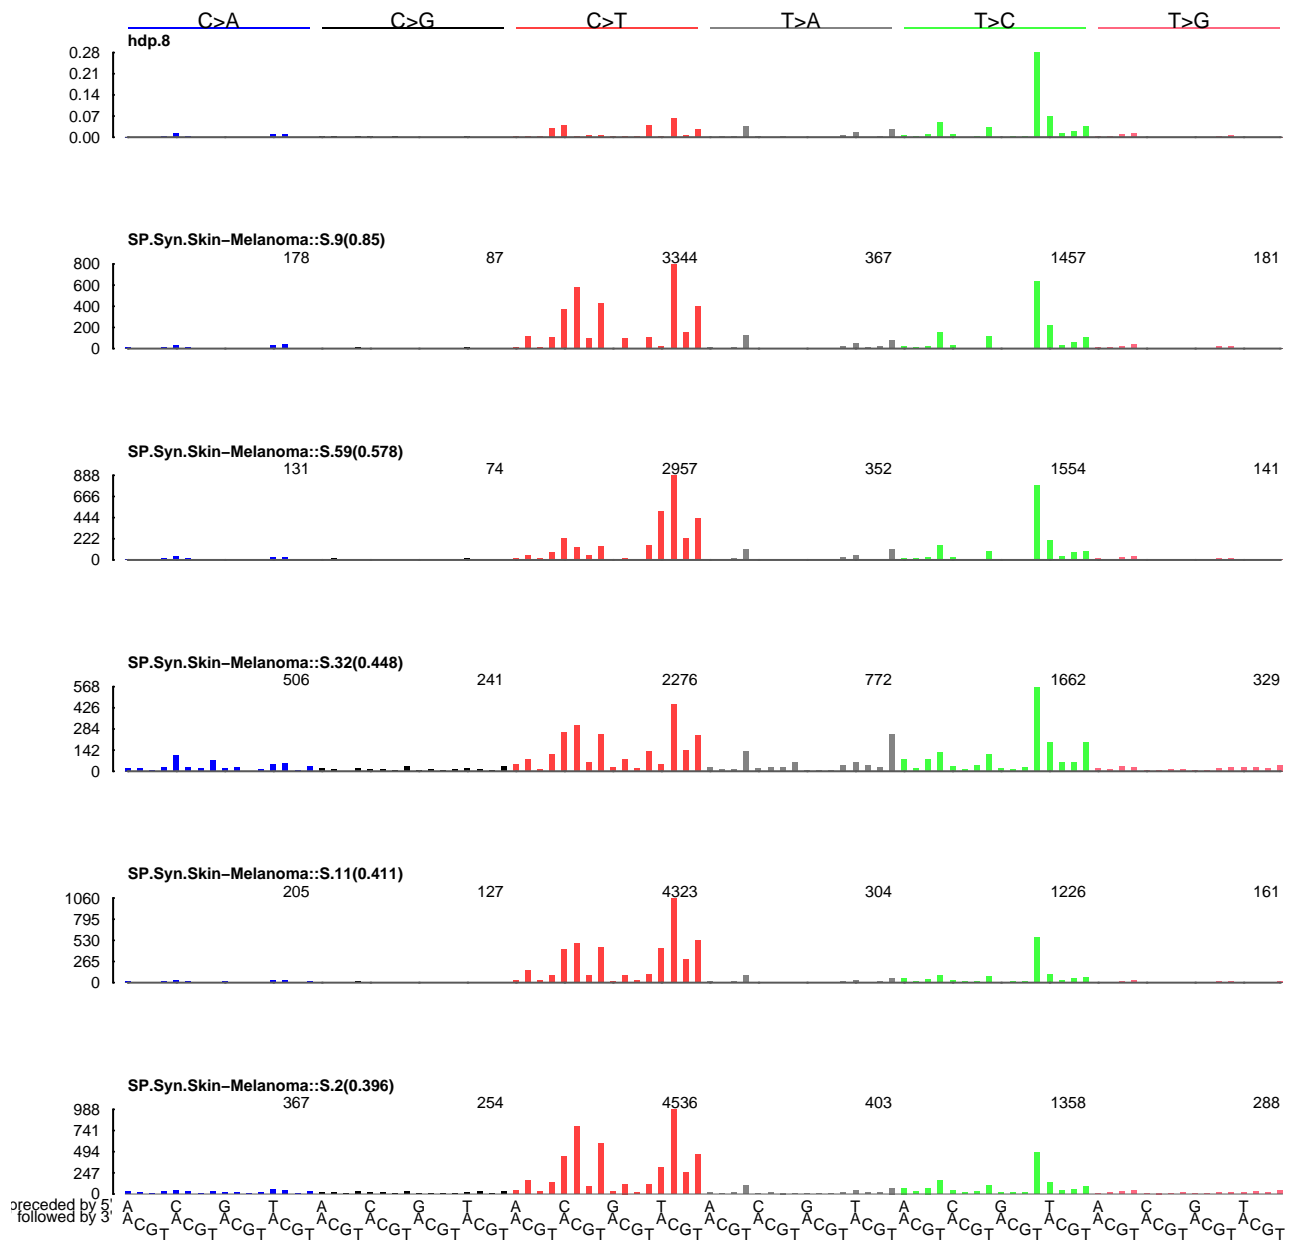 C>A C>G C>T T>A T>C T>G
hdp.8
0.28
0.21
0.14
0.07
0.00
SP.Syn.Skin−Melanoma::S.9(0.85)
178 87 3344 367 1457 181
800
600
400
200
0
SP.Syn.Skin−Melanoma::S.59(0.578)
131 74 2957 352 1554 141
888
666
444
222
0
SP.Syn.Skin−Melanoma::S.32(0.448)
506 241 2276 772 1662 329
568
426
284
142
0
SP.Syn.Skin−Melanoma::S.11(0.411)
205 127 4323 304 1226 161
1060
795
530
265
0
SP.Syn.Skin−Melanoma::S.2(0.396)
367 254 4536 403 1358 288
988
741
494
247
0
preceded by 5' A C G T A C G T A C G T A C G T A C G T A C G T
followed by 3' A C G T A C G T A C G T A C G T A C G T A C G T A C G T A C G T A C G T A C G T A C G T A C G T A C G T A C G T A C G T A C G T A C G T A C G T A C G T A C G T A C G T A C G T A C G T A C G T